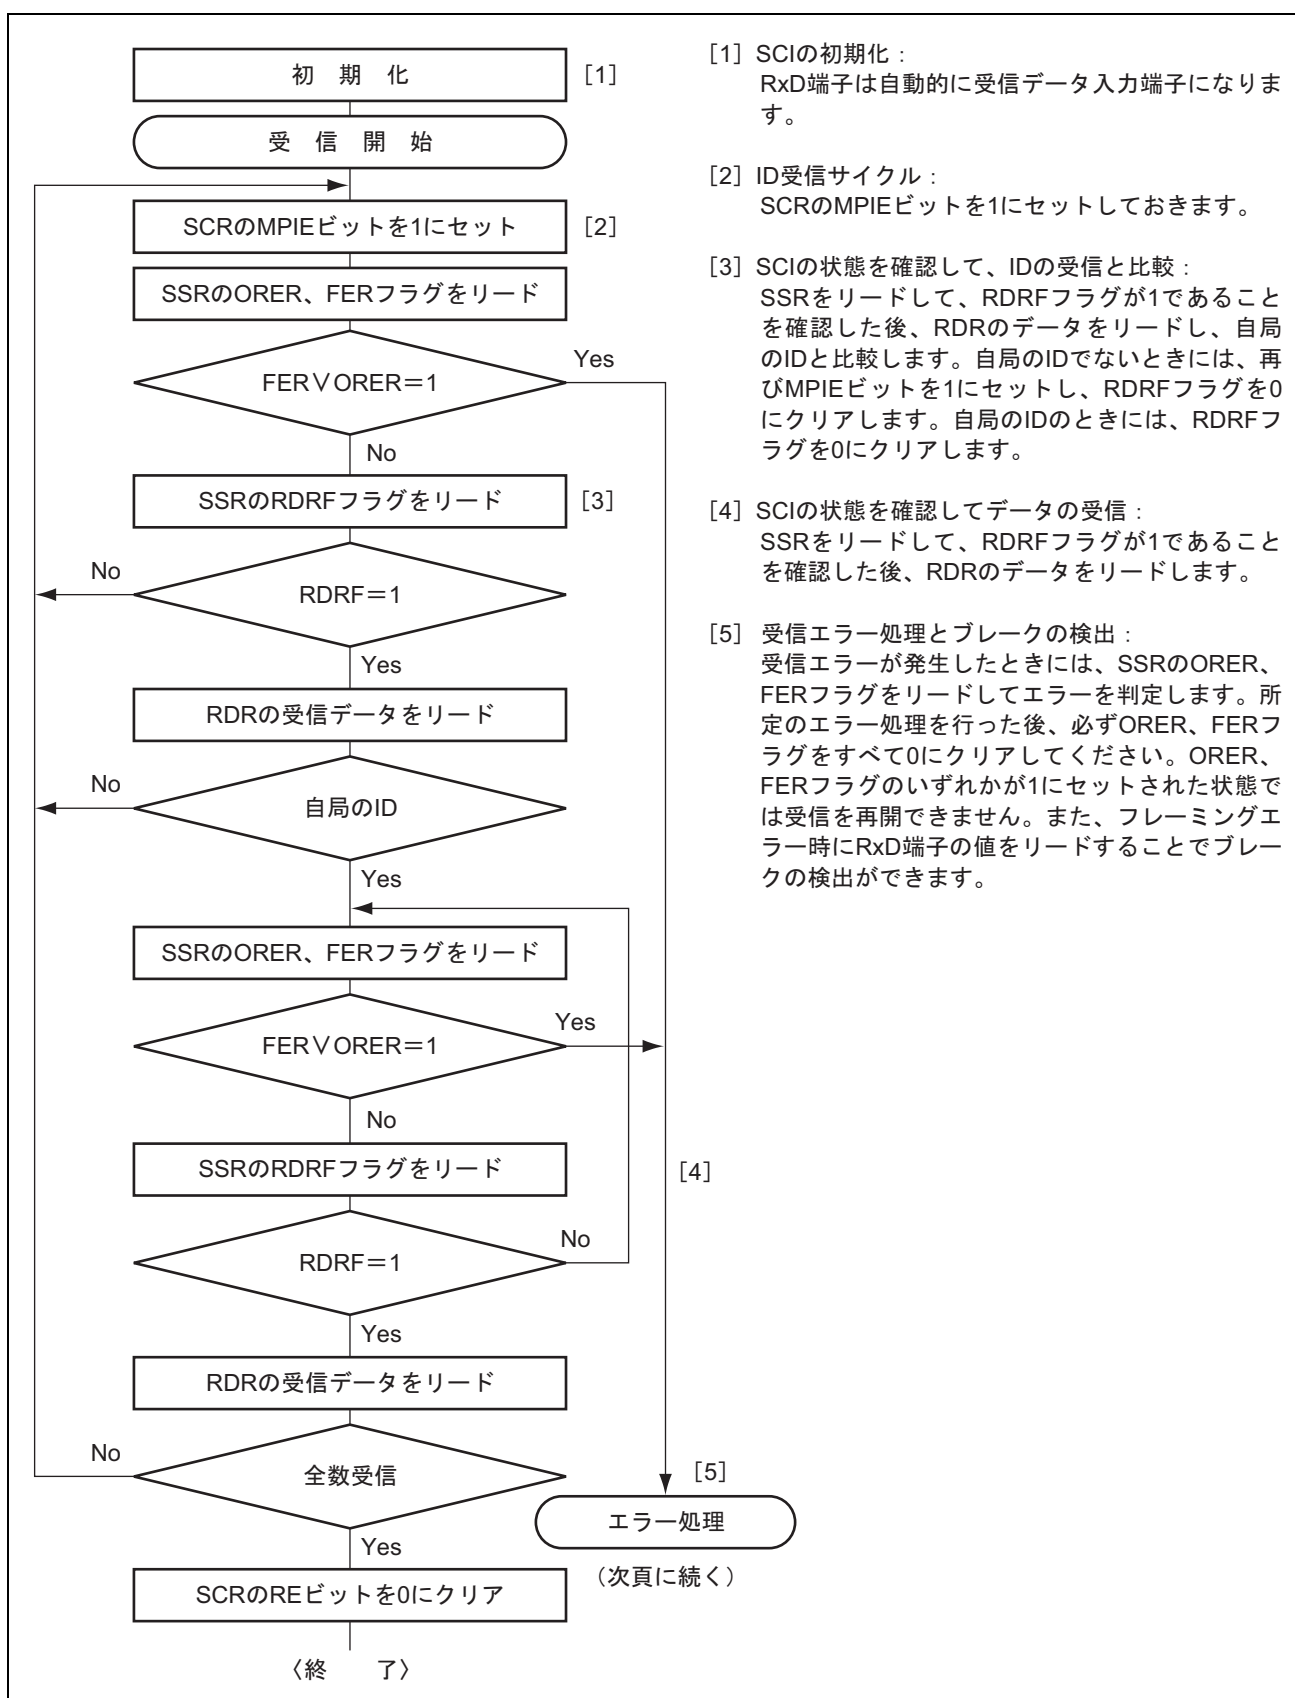 初　期　化
［1］
受　信　開　始
SCRのMPIEビットを1にセット
［2］
SSRのORER、FERフラグをリード
FER∨ORER＝1
Yes
No
SSRのRDRFフラグをリード
［3］
RDRF＝1
No
Yes
RDRの受信データをリード
自局のID
No
Yes
SSRのORER、FERフラグをリード
FER∨ORER＝1
Yes
No
SSRのRDRFフラグをリード
［4］
RDRF＝1
No
Yes
RDRの受信データをリード
全数受信
No
Yes
［5］
エラー処理
（次頁に続く）
SCRのREビットを0にクリア
〈終　　了〉
［1］SCIの初期化：
RxD端子は自動的に受信データ入力端子になりま
す。
［2］ID受信サイクル：
SCRのMPIEビットを1にセットしておきます。
［3］SCIの状態を確認して、IDの受信と比較：
SSRをリードして、RDRFフラグが1であること
を確認した後、RDRのデータをリードし、自局
のIDと比較します。自局のIDでないときには、再
びMPIEビットを1にセットし、RDRFフラグを0
にクリアします。自局のIDのときには、RDRFフ
ラグを0にクリアします。
［4］SCIの状態を確認してデータの受信：
SSRをリードして、RDRFフラグが1であること
を確認した後、RDRのデータをリードします。
［5］ 受信エラー処理とブレークの検出：
受信エラーが発生したときには、SSRのORER、
FERフラグをリードしてエラーを判定します。所
定のエラー処理を行った後、必ずORER、FERフ
ラグをすべて0にクリアしてください。ORER、
FERフラグのいずれかが1にセットされた状態で
は受信を再開できません。また、フレーミングエ
ラー時にRxD端子の値をリードすることでブレー
クの検出ができます。